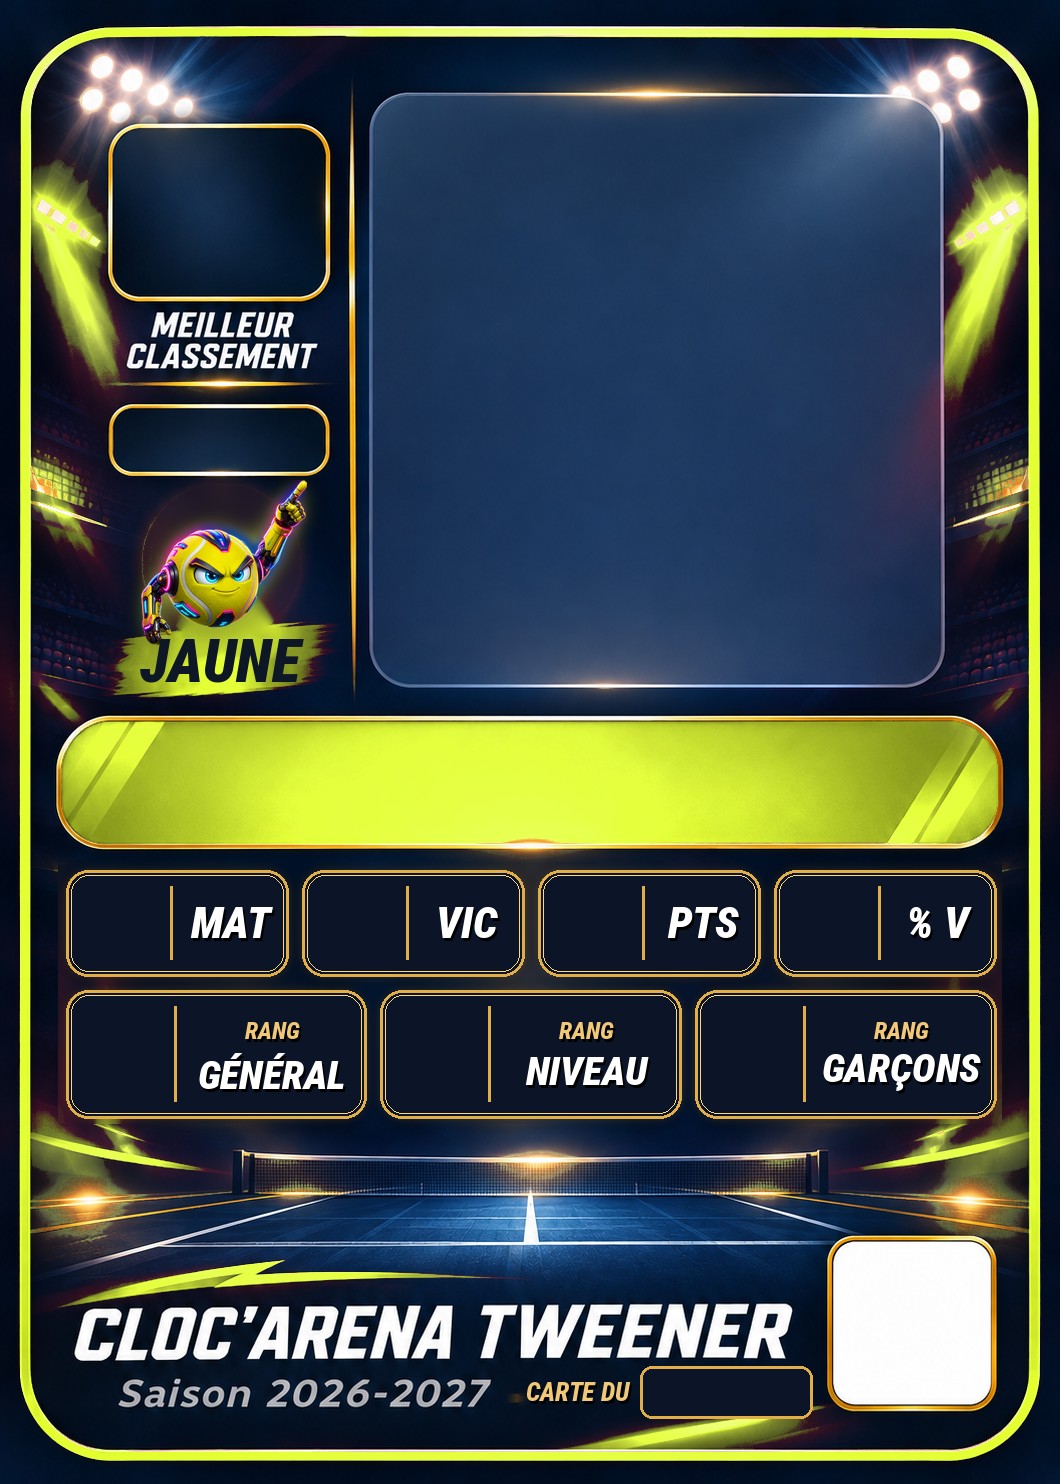 MEILLEUR
CLASSEMENT
JAUNE
MAT
VIC
PTS
% V
RANG
GÉNÉRAL
RANG
NIVEAU
RANG
GARÇONS
CLOC'ARENA TWEENER
Saison 2026-2027
CARTE DU